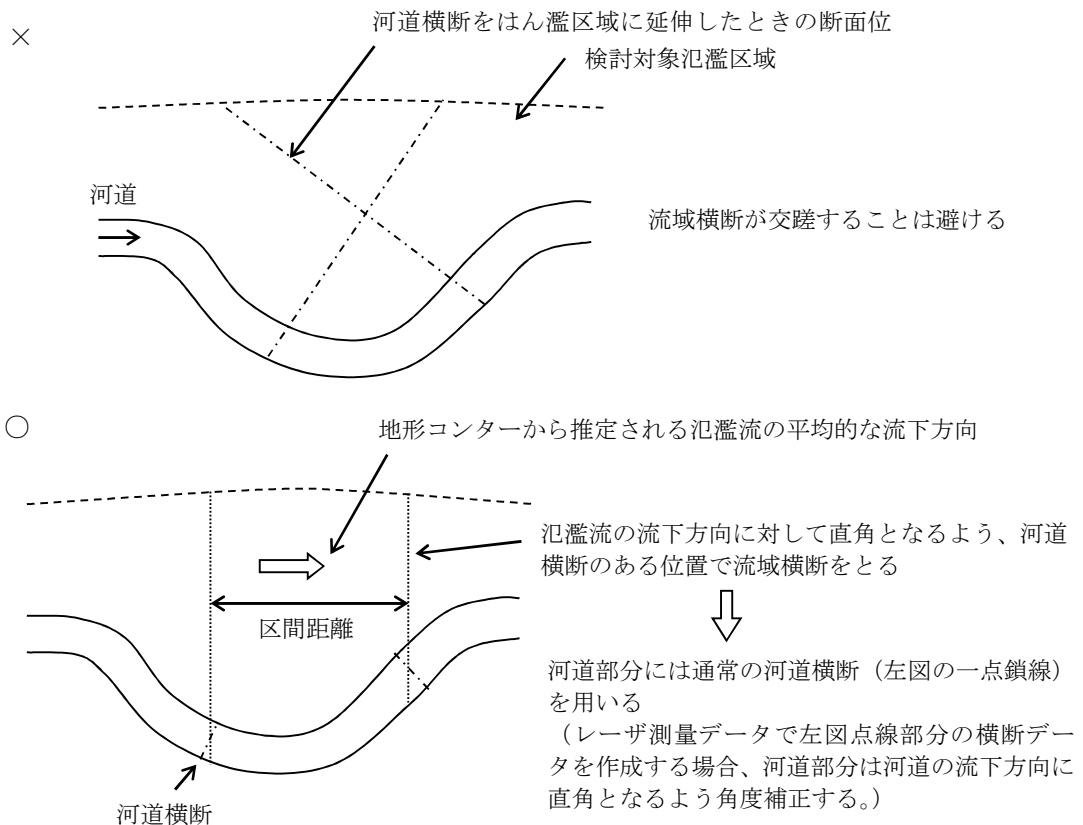 ×
河道横断をはん濫区域に延伸したときの断面位
検討対象氾濫区域
河道
流域横断が交蹉することは避ける
○
地形コンターから推定される氾濫流の平均的な流下方向
氾濫流の流下方向に対して直角となるよう、河道
横断のある位置で流域横断をとる
区間距離
河道部分には通常の河道横断（左図の一点鎖線）
を用いる
（レーザ測量データで左図点線部分の横断デー
タを作成する場合、河道部分は河道の流下方向に
直角となるよう角度補正する。）
河道横断